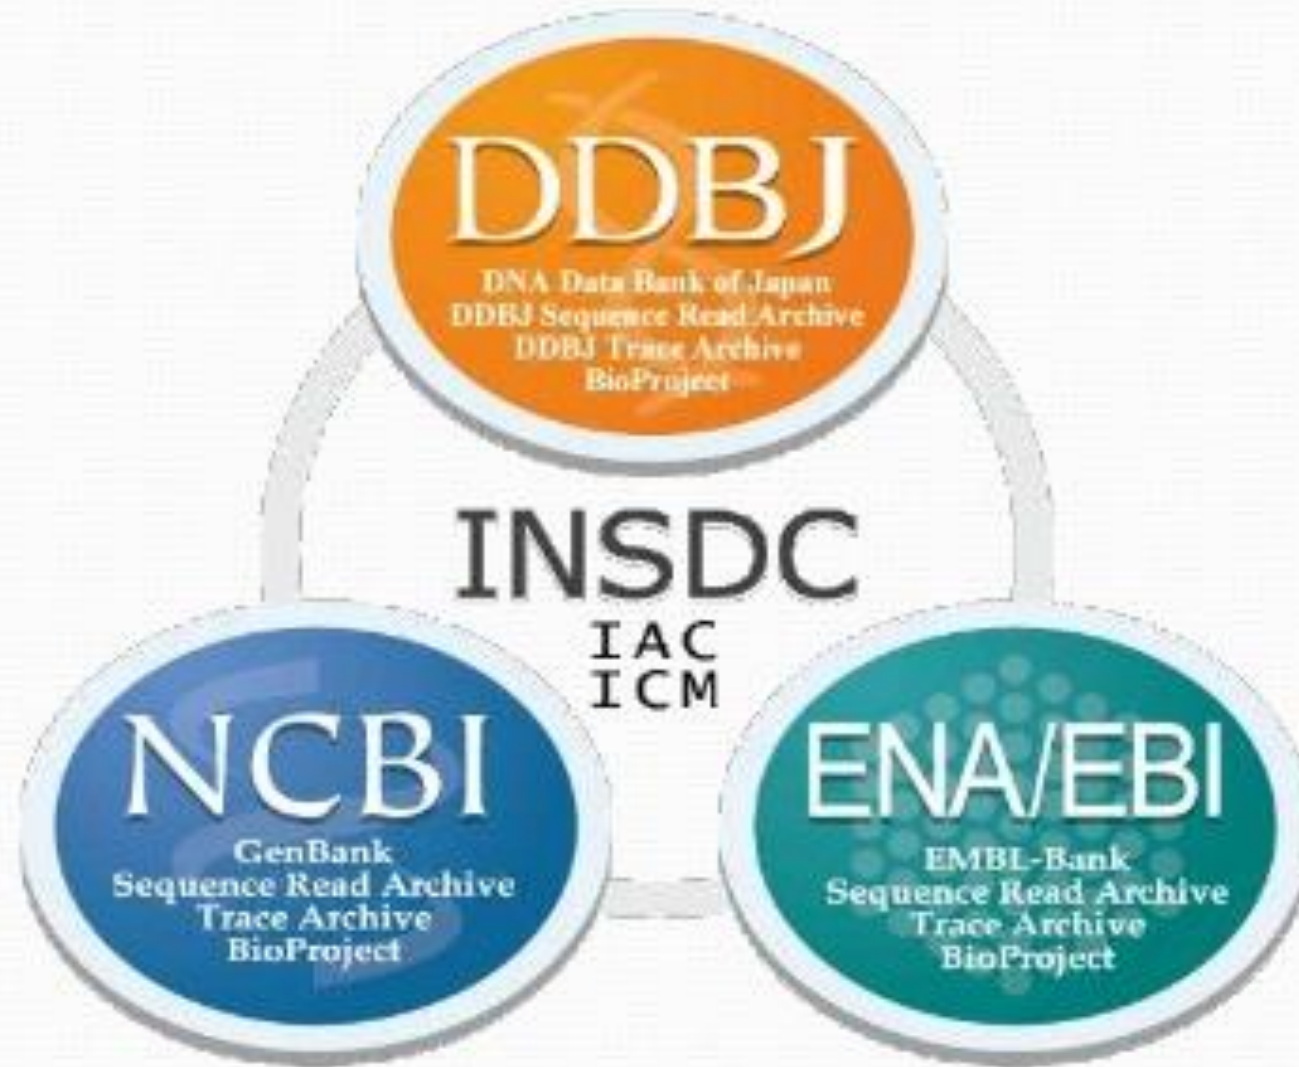 DDBJ
DNA Data Bank of Japan
DDBJ Sequence Read Archive
DDBJ Trace Archive
BioProject
INSDC
IAC
ICM
NCBI
GenBank
Sequence Read Archive
Trace Archive
BioProject
ENA/EBI
EMBL-Bank
Sequence Read Archive
Trace Archive
BioProject